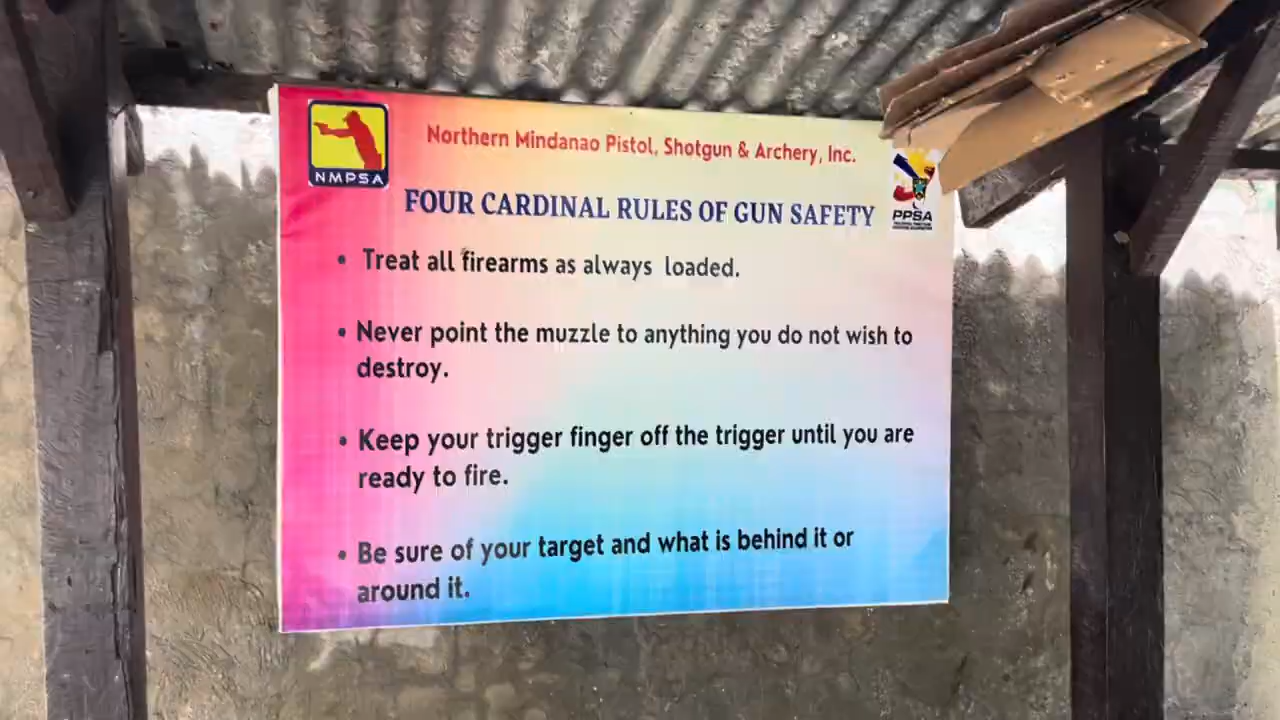 Northern Mindanao Pistol, Shotgun & Archery, Inc.
NMPSA
FOUR CARDINAL RULES OF GUN SAFETY
PPSA
• Treat all firearms as always loaded.
• Never point the muzzle to anything you do not wish to
destroy.
• Keep your trigger finger off the trigger until you are
ready to fire.
• Be sure of your target and what is behind it or
around it.